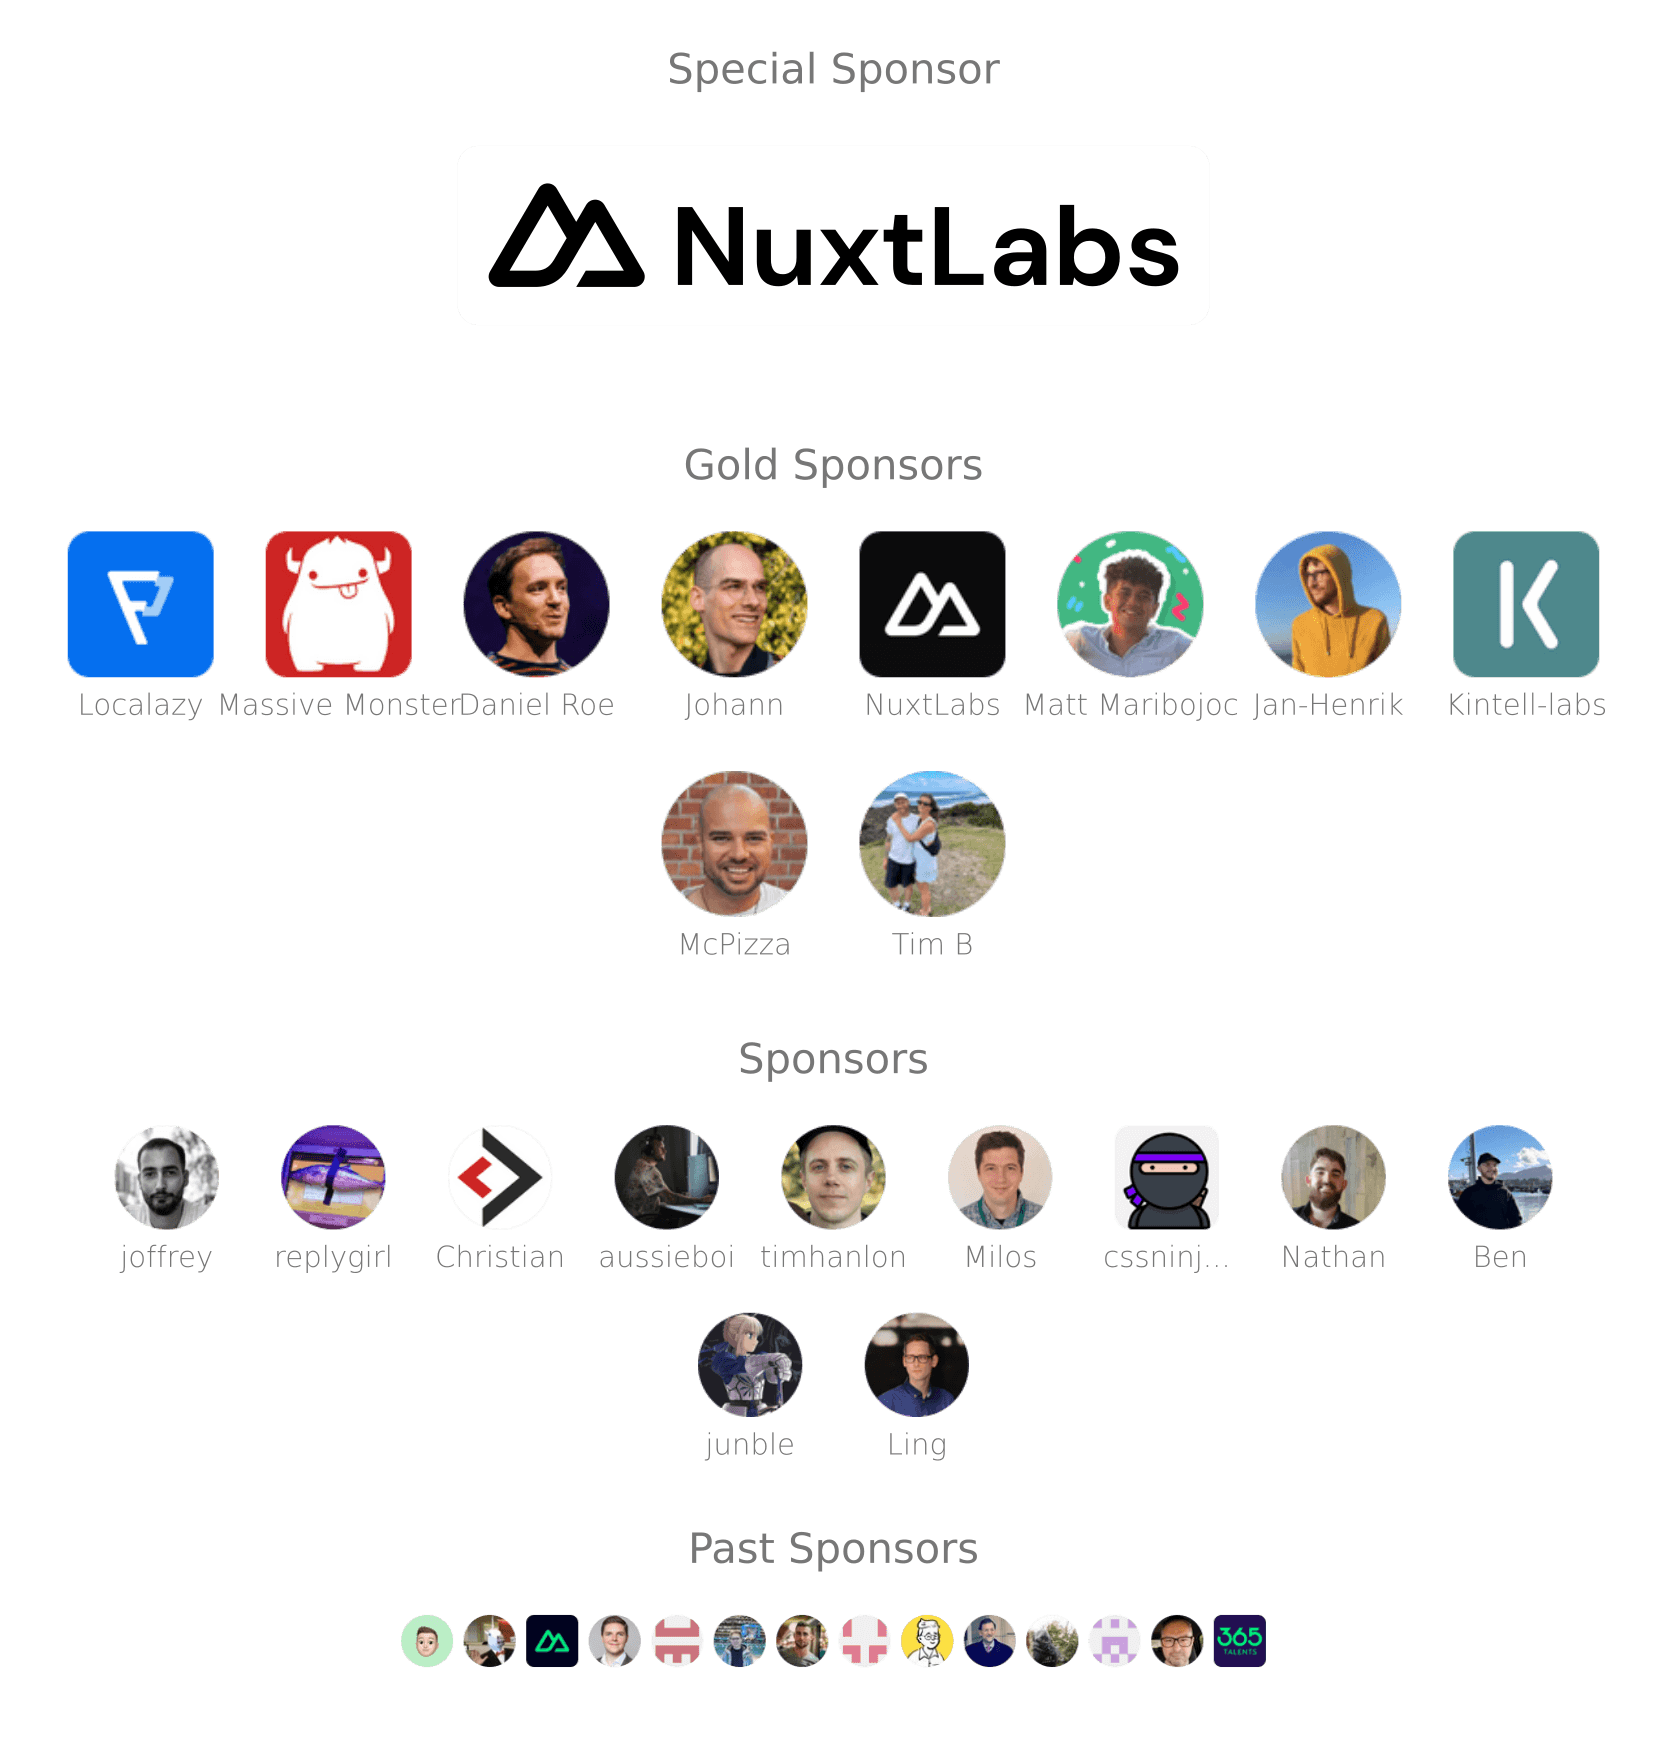 Special Sponsor
NuxtLabs
Gold Sponsors
Localazy Massive Monster Daniel Roe Johann NuxtLabs Matt Maribojoc Jan-Henrik Kintell-labs
McPizza Tim B
Sponsors
joffrey replygirl Christian aussieboi timhanlon Milos cssninj... Nathan Ben
junble Ling
Past Sponsors
365
TALENTS